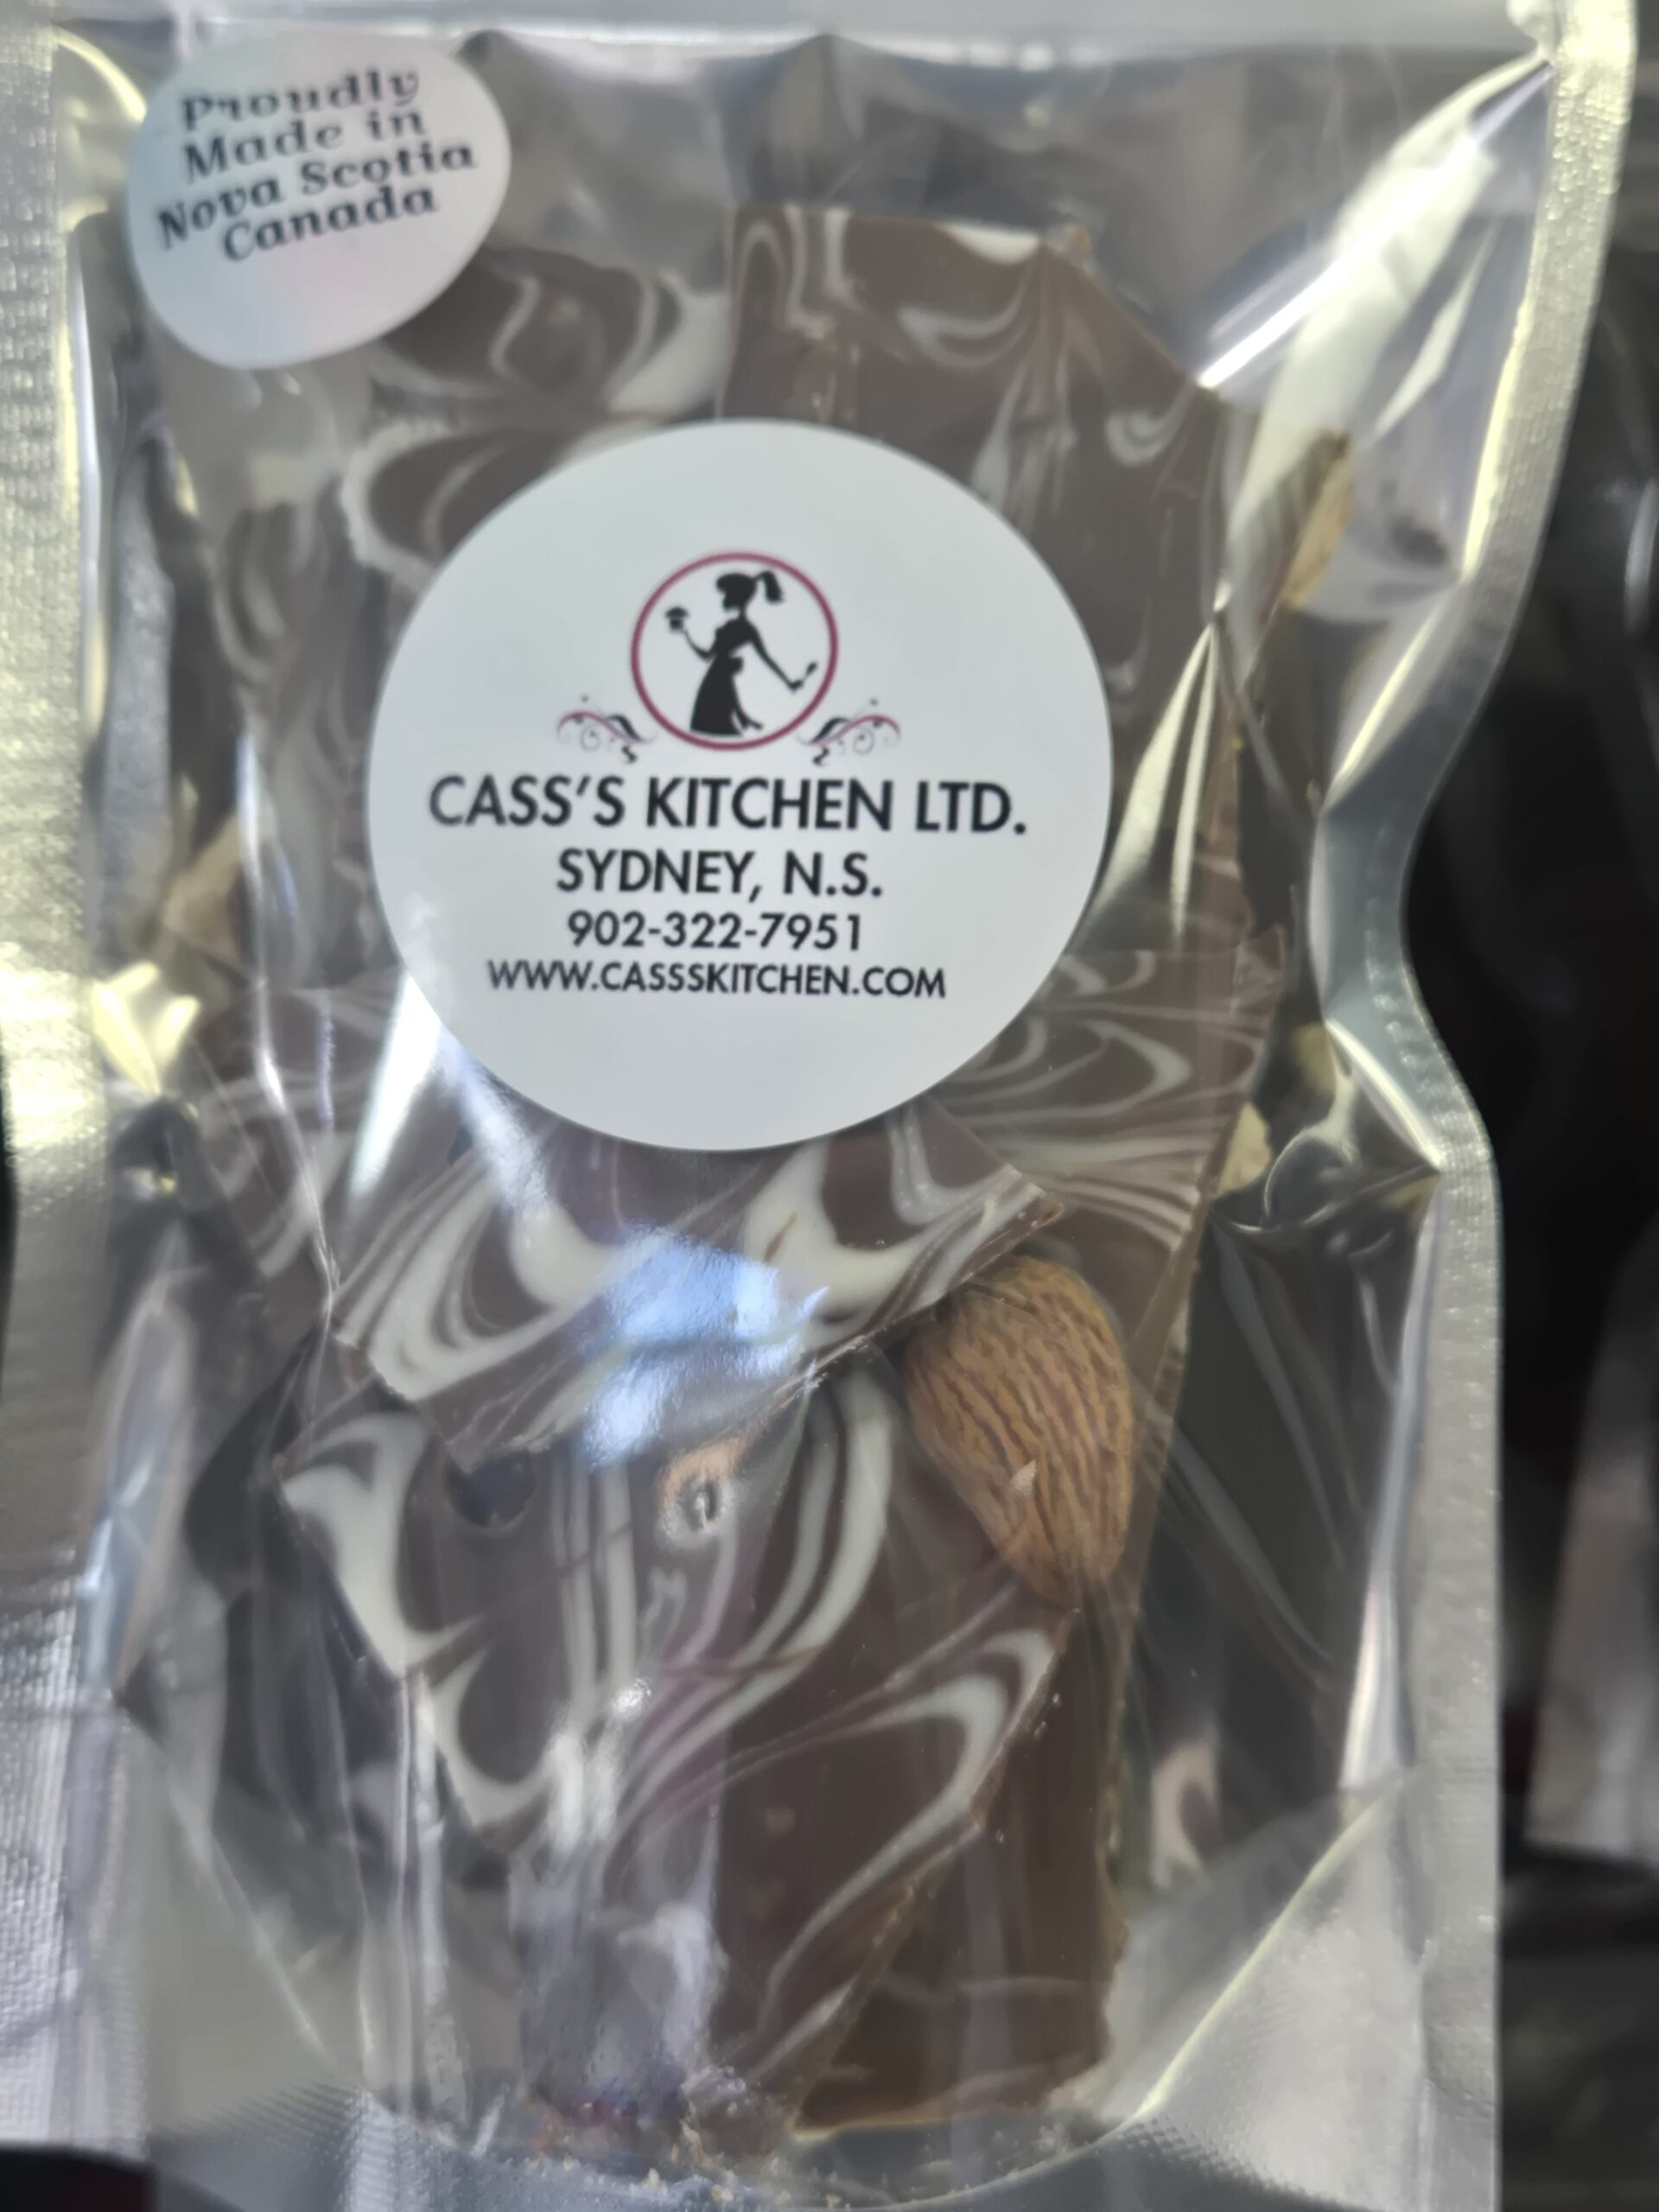 Proudly
Made in
Nova Scotia
Canada
CASS'S KITCHEN LTD.
SYDNEY, N.S.
902-322-7951
WWW.CASSSKITCHEN.COM